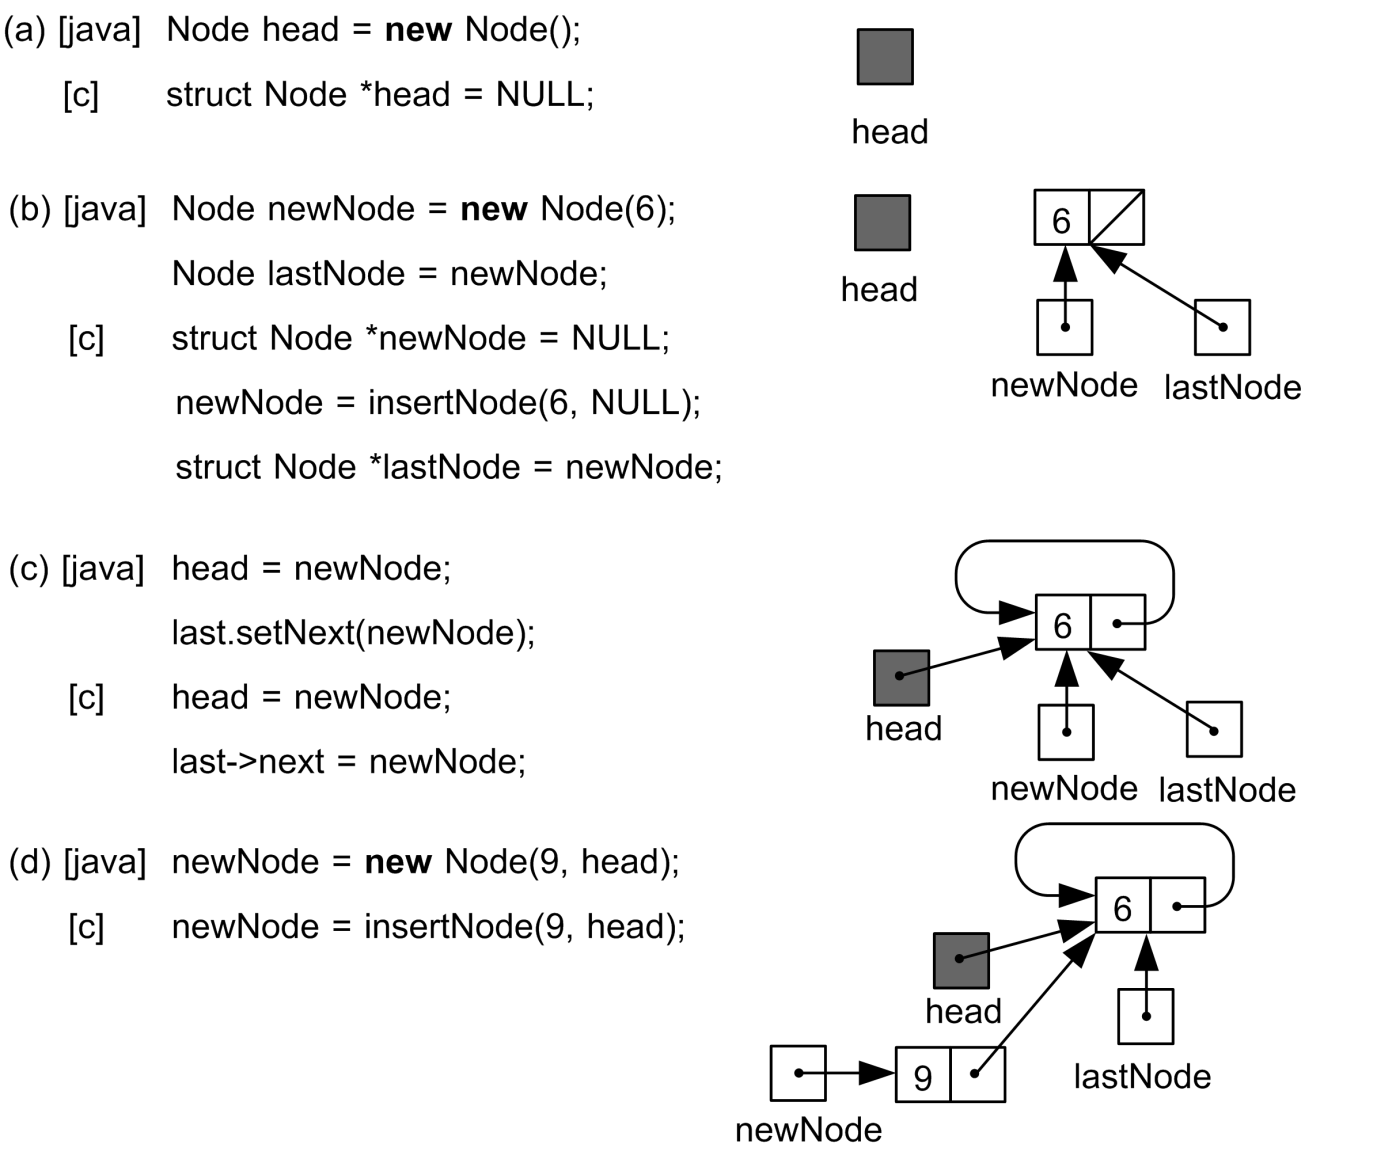 (a) [java] Node head = new Node();
[c] struct Node *head = NULL;
head
(b) [java] Node newNode = new Node(6);
Node lastNode = newNode;
[c] struct Node *newNode = NULL;
newNode = insertNode(6, NULL);
struct Node *lastNode = newNode;
head
6
newNode lastNode
(c) [java] head = newNode;
last.setNext(newNode);
[c] head = newNode;
last->next = newNode;
6
head
newNode lastNode
(d) [java] newNode = new Node(9, head);
[c] newNode = insertNode(9, head);
6
head
lastNode
9
newNode